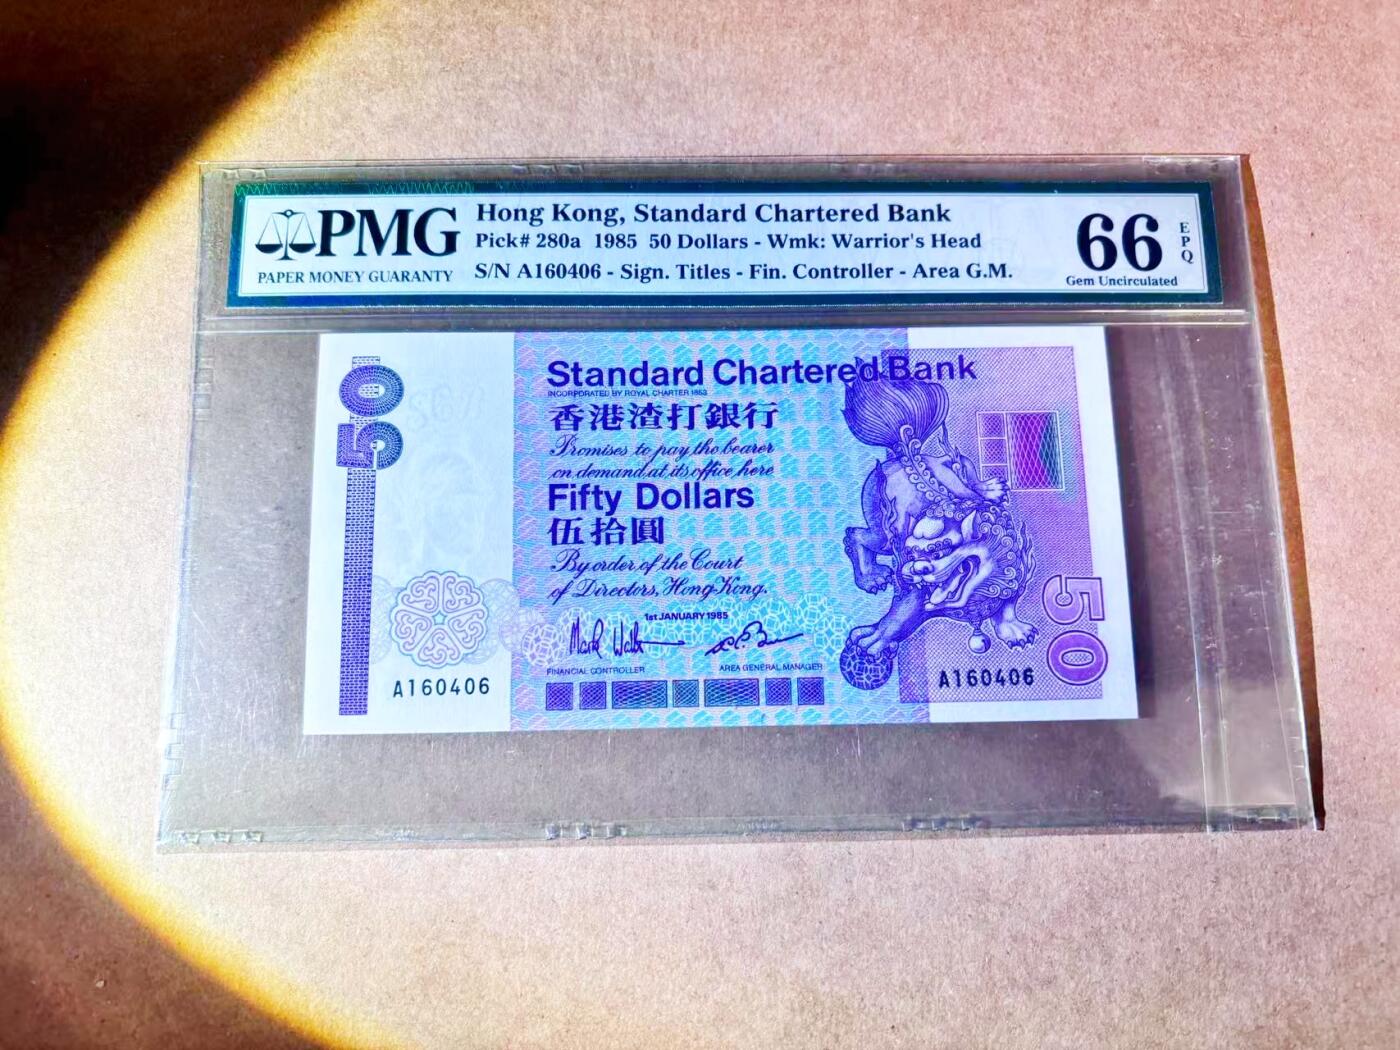 PMG
PAPER MONEY GUARANTY
Hong Kong, Standard Chartered Bank
Pick# 280a 1985 50 Dollars - Wmk: Warrior's Head
S/N A160406 - Sign. Titles - Fin. Controller - Area G.M.
66
EPQ
Gem Uncirculated
50
Standard Chartered Bank
INCORPORATED BY ROYAL CHARTER 1853
香港渣打銀行
Promises to pay the bearer
on demand at its office here
Fifty Dollars
伍拾圓
By order of the Court
of Directors, Hong Kong.
1st JANUARY 1985
FINANCIAL CONTROLLER
AREA GENERAL MANAGER
A160406
A160406
50